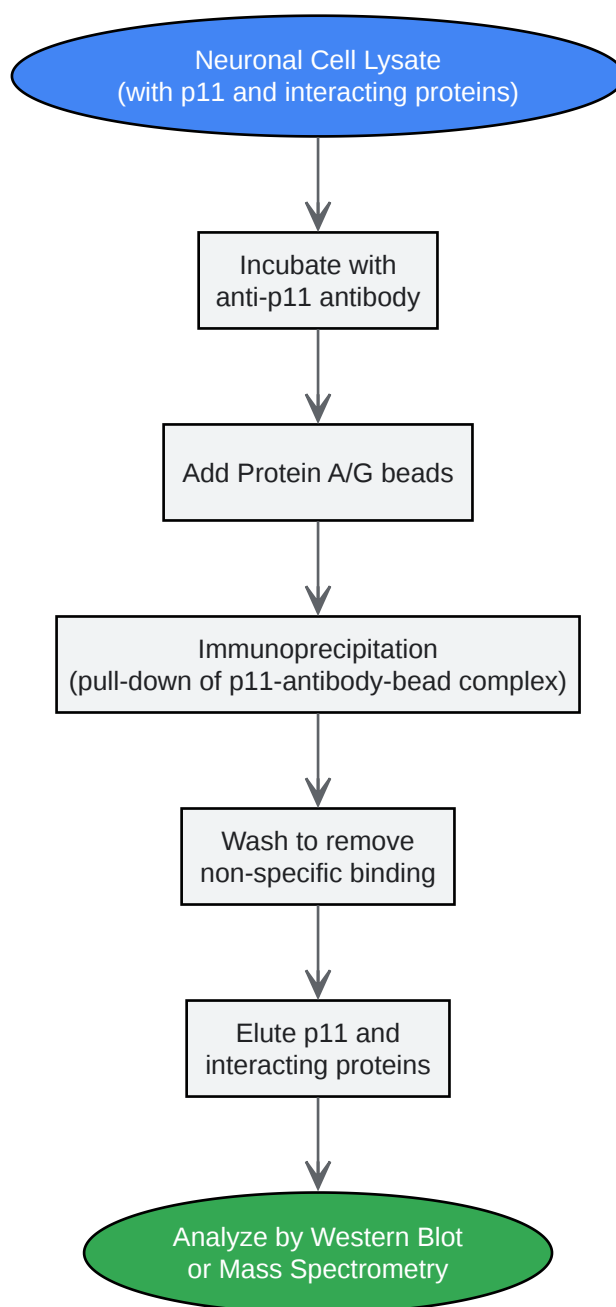 Neuronal Cell Lysate
(with p11 and interacting proteins)
Incubate with
anti-p11 antibody
Add Protein A/G beads
Immunoprecipitation
(pull-down of p11-antibody-bead complex)
Wash to remove
non-specific binding
Elute p11 and
interacting proteins
Analyze by Western Blot
or Mass Spectrometry